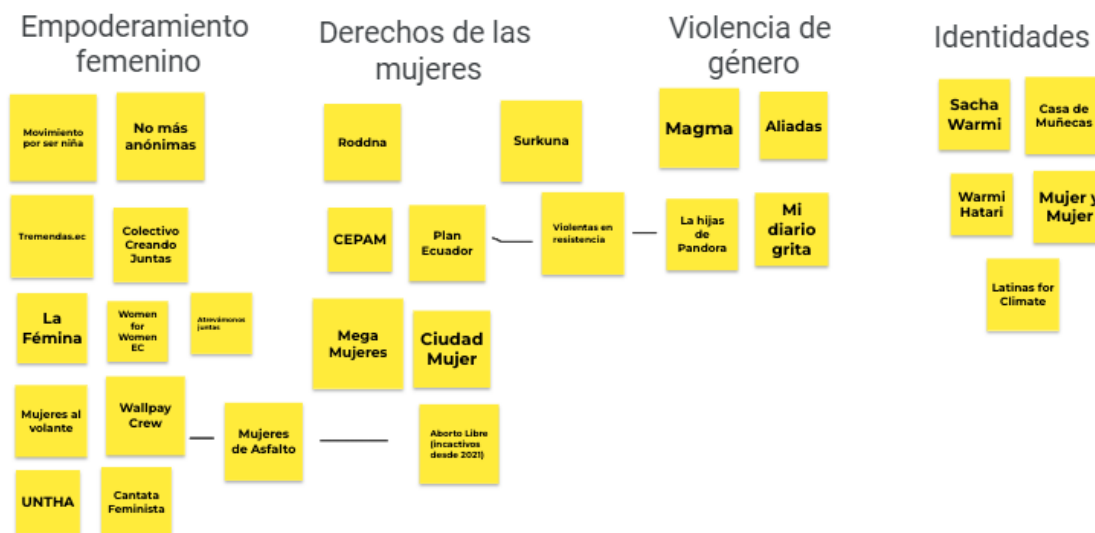 Empoderamiento
femenino
Movimiento
por ser niña
No más
anónimas
Tremendas.ec
Colectivo
Creando
Juntas
La
Fémina
Women
for
Women
EC
Atrevámonos
juntas
Mujeres al
volante
Wallpay
Crew
Mujeres
de Asfalto
UNTHA
Cantata
Feminista
Derechos de las
mujeres
Roddna
Surkuna
CEPAM
Plan
Ecuador
Violentas en
resistencia
Mega
Mujeres
Ciudad
Mujer
Aborto Libre
(incactivos
desde 2021)
Violencia de
género
Magma
Aliadas
La hijas
de
Pandora
Mi
diario
grita
Identidades
Sacha
Warmi
Casa de
Muñecas
Warmi
Hatari
Mujer y
Mujer
Latinas for
Climate